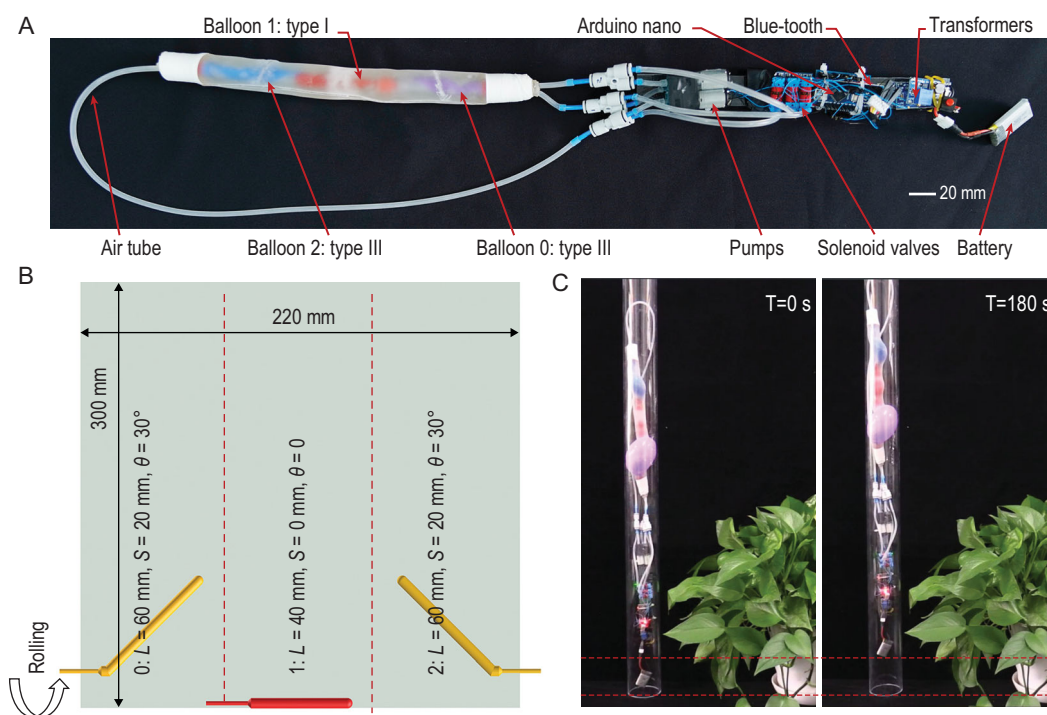 A
Balloon 1: type I
Arduino nano
Blue-tooth
Transformers
20 mm
Air tube
Balloon 2: type III
Balloon 0: type III
Pumps
Solenoid valves
Battery
B
220 mm
300 mm
0: L = 60 mm, S = 20 mm, θ = 30°
1: L = 40 mm, S = 0 mm, θ = 0
2: L = 60 mm, S = 20 mm, θ = 30°
Rolling
C
T=0 s
T=180 s